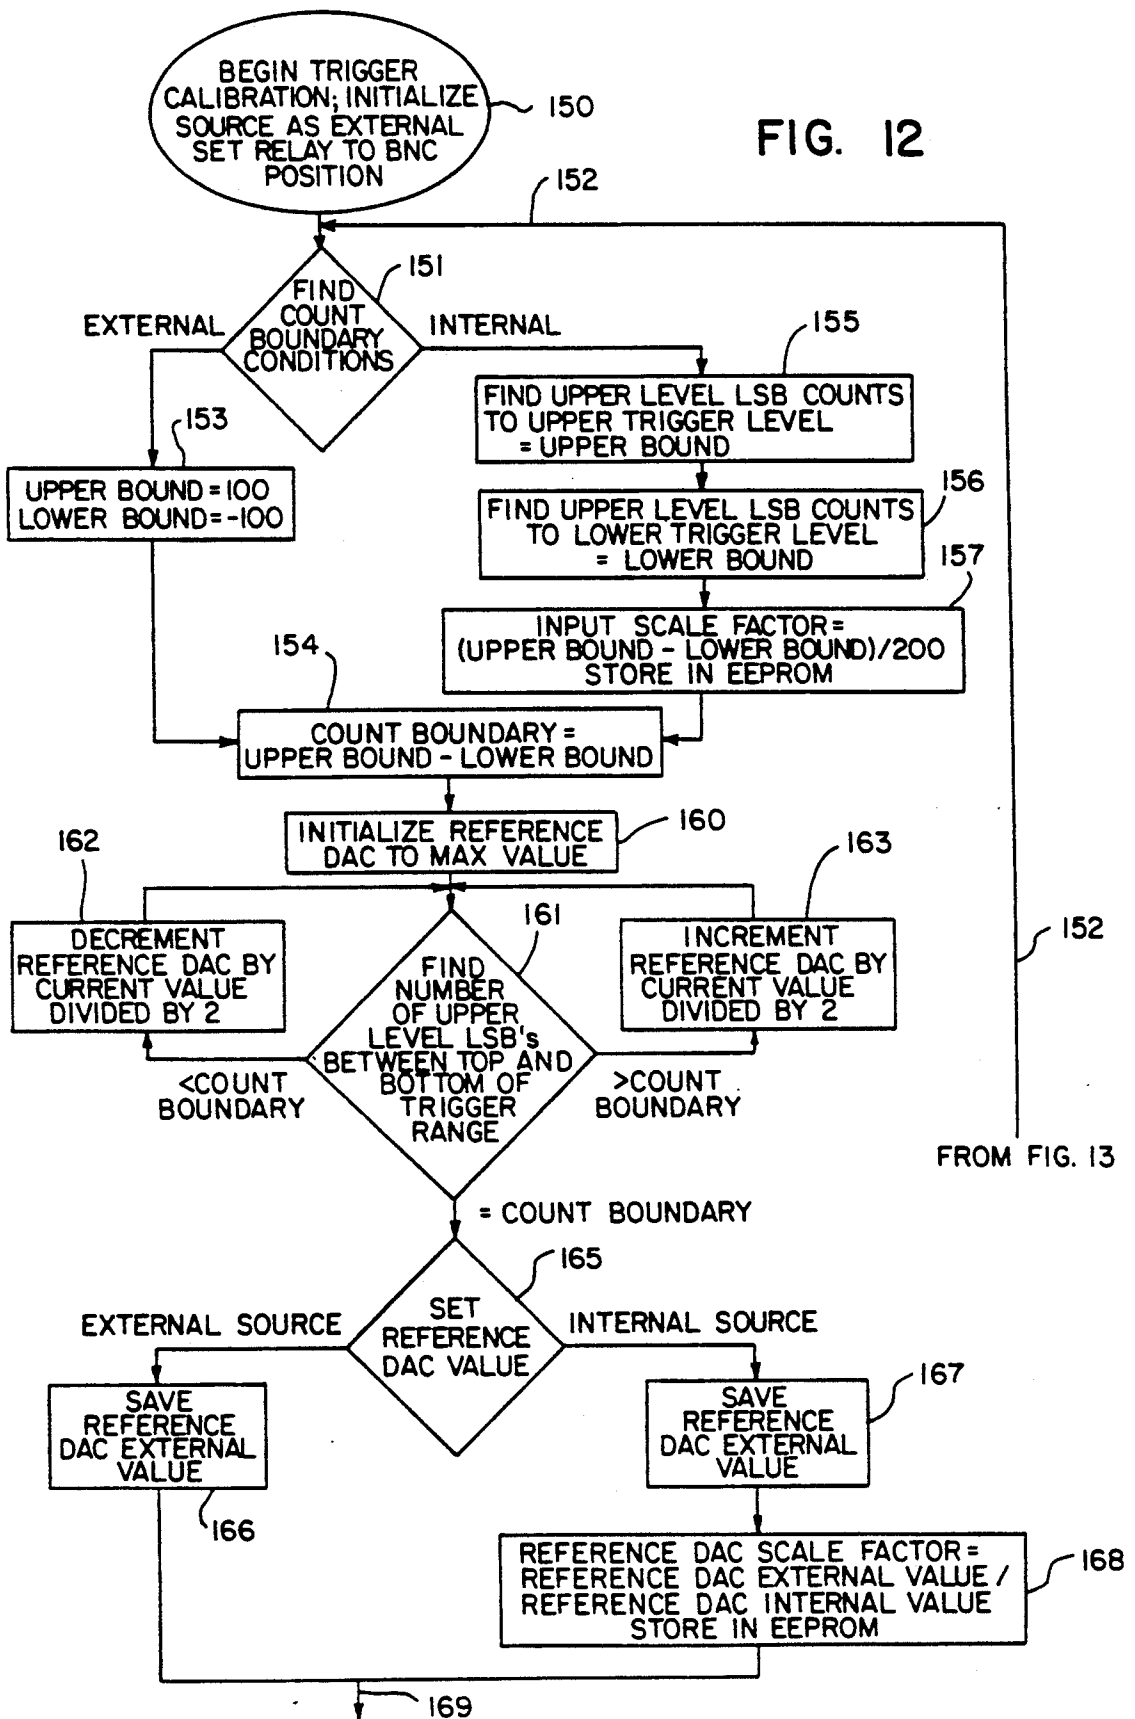 BEGIN TRIGGER
CALIBRATION; INITIALIZE
SOURCE AS EXTERNAL
SET RELAY TO BNC
POSITION
150
FIG. 12
152
151
FIND
COUNT
BOUNDARY
CONDITIONS
EXTERNAL
INTERNAL
155
FIND UPPER LEVEL LSB COUNTS
TO UPPER TRIGGER LEVEL
= UPPER BOUND
153
UPPER BOUND=100
LOWER BOUND=-100
156
FIND UPPER LEVEL LSB COUNTS
TO LOWER TRIGGER LEVEL
= LOWER BOUND
157
INPUT SCALE FACTOR=
(UPPER BOUND - LOWER BOUND)/200
STORE IN EEPROM
154
COUNT BOUNDARY=
UPPER BOUND - LOWER BOUND
160
INITIALIZE REFERENCE
DAC TO MAX VALUE
162
DECREMENT
REFERENCE DAC BY
CURRENT VALUE
DIVIDED BY 2
161
FIND
NUMBER
OF UPPER
LEVEL LSB's
BETWEEN TOP AND
BOTTOM OF
TRIGGER
RANGE
163
INCREMENT
REFERENCE DAC BY
CURRENT VALUE
DIVIDED BY 2
152
<COUNT
BOUNDARY
>COUNT
BOUNDARY
FROM FIG. 13
= COUNT BOUNDARY
165
SET
REFERENCE
DAC VALUE
EXTERNAL SOURCE
INTERNAL SOURCE
SAVE
REFERENCE
DAC EXTERNAL
VALUE
166
167
SAVE
REFERENCE
DAC EXTERNAL
VALUE
168
REFERENCE DAC SCALE FACTOR=
REFERENCE DAC EXTERNAL VALUE /
REFERENCE DAC INTERNAL VALUE
STORE IN EEPROM
169